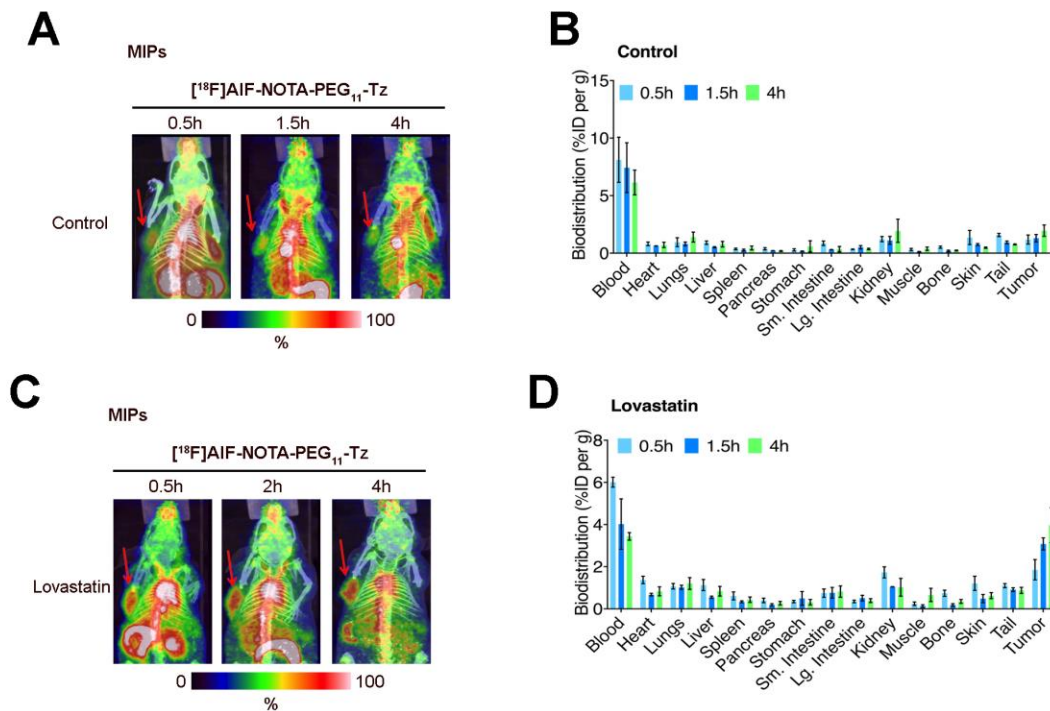 A
MIPs
[¹⁸F]AlF-NOTA-PEG₁₁-Tz
0.5h 1.5h 4h
Control
0 100
%
B
Control
Biodistribution (%ID per g)
15
10
5
0
0.5h 1.5h 4h
Blood
Heart
Lungs
Liver
Spleen
Pancreas
Stomach
Sm. Intestine
Lg. Intestine
Kidney
Muscle
Bone
Skin
Tail
Tumor
C
MIPs
[¹⁸F]AlF-NOTA-PEG₁₁-Tz
0.5h 2h 4h
Lovastatin
0 100
%
D
Lovastatin
Biodistribution (%ID per g)
8
6
4
2
0
0.5h 1.5h 4h
Blood
Heart
Lungs
Liver
Spleen
Pancreas
Stomach
Sm. Intestine
Lg. Intestine
Kidney
Muscle
Bone
Skin
Tail
Tumor